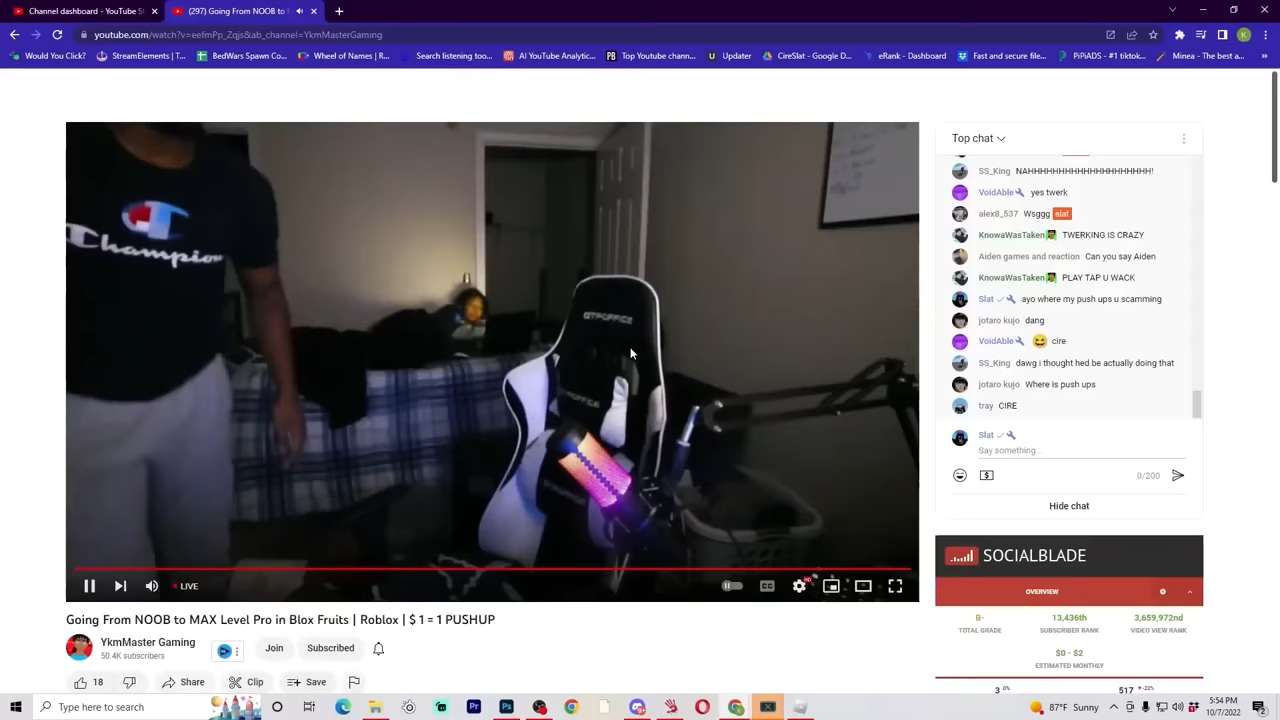 Channel dashboard - YouTube S
(297) Going From NOOB to
youtube.com/watch?v=eefmPp_Zqjs&ab_channel=YkmMasterGaming
K
Would You Click?
StreamElements | T...
BedWars Spawn Co...
Wheel of Names | R...
Search listening too...
AI YouTube Analytic...
Top Youtube chann...
Updater
CireSlat - Google D...
eRank - Dashboard
Fast and secure file...
PiPiADS - #1 tiktok...
Minea - The best a...
Champion
GTPOFFICE
LIVE
HD
Top chat
SS_King NAHHHHHHHHHHHHHHHHHHHH!
VoidAble yes twerk
alex8_537 Wsggg slat
KnowaWasTaken TWERKING IS CRAZY
Aiden games and reaction Can you say Aiden
KnowaWasTaken PLAY TAP U WACK
Slat ayo where my push ups u scamming
jotaro kujo dang
VoidAble cire
SS_King dawg i thought hed be actually doing that
jotaro kujo Where is push ups
tray CIRE
Slat
Say something...
0/200
Hide chat
SOCIALBLADE
OVERVIEW
B-
13,436th
3,659,972nd
TOTAL GRADE
SUBSCRIBER RANK
VIDEO VIEW RANK
$0 - $2
ESTIMATED MONTHLY
3 0%
517 -22%
Going From NOOB to MAX Level Pro in Blox Fruits | Roblox | $ 1 = 1 PUSHUP
YkmMaster Gaming
50.4K subscribers
Join
Subscribed
18
Share
Clip
Save
Type here to search
87°F Sunny
5:54 PM
10/7/2022